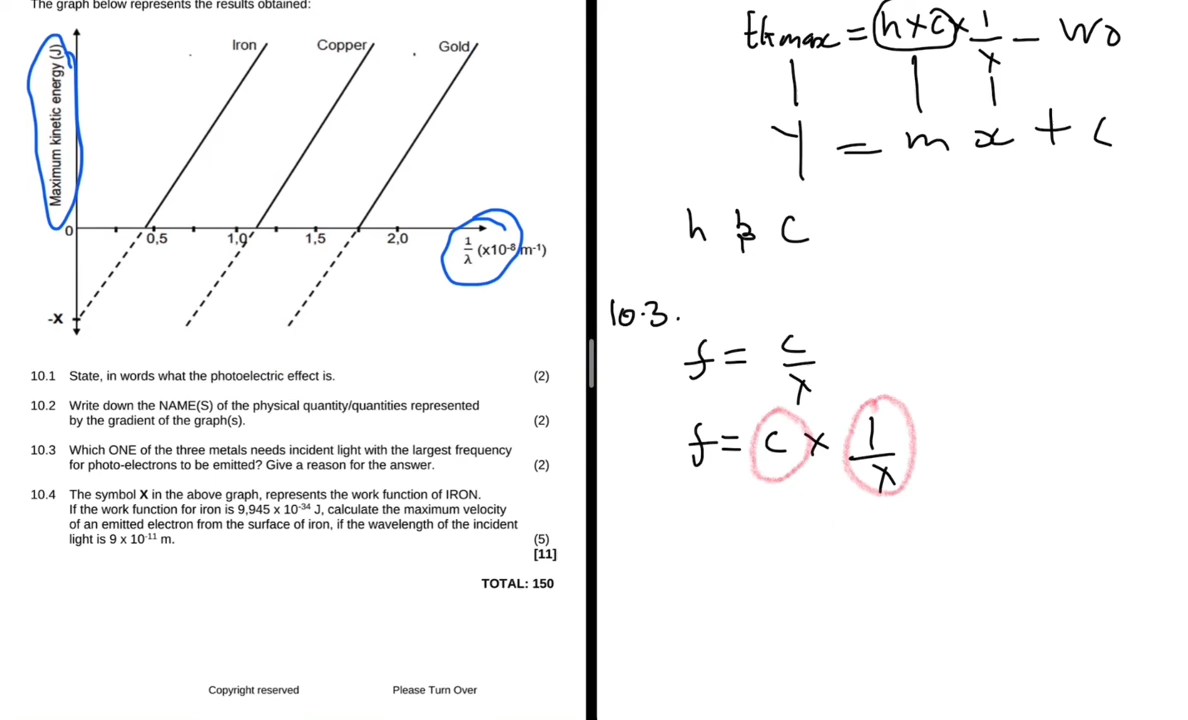 The graph below represents the results obtained:
Iron Copper Gold
Maximum kinetic energy (J)
0 0,5 1,0 1,5 2,0 1/λ (x10-8 m-1)
-X
10.1 State, in words what the photoelectric effect is. (2)
10.2 Write down the NAME(S) of the physical quantity/quantities represented
by the gradient of the graph(s). (2)
10.3 Which ONE of the three metals needs incident light with the largest frequency
for photo-electrons to be emitted? Give a reason for the answer. (2)
10.4 The symbol X in the above graph, represents the work function of IRON.
If the work function for iron is 9,945 x 10-34 J, calculate the maximum velocity
of an emitted electron from the surface of iron, if the wavelength of the incident
light is 9 x 10-11 m. (5)
[11]
TOTAL: 150
Copyright reserved Please Turn Over
Ekmax = (h × c) × 1/λ - W0
y = m x + c
h & c
10.3.
f = c/λ
f = c × 1/λ